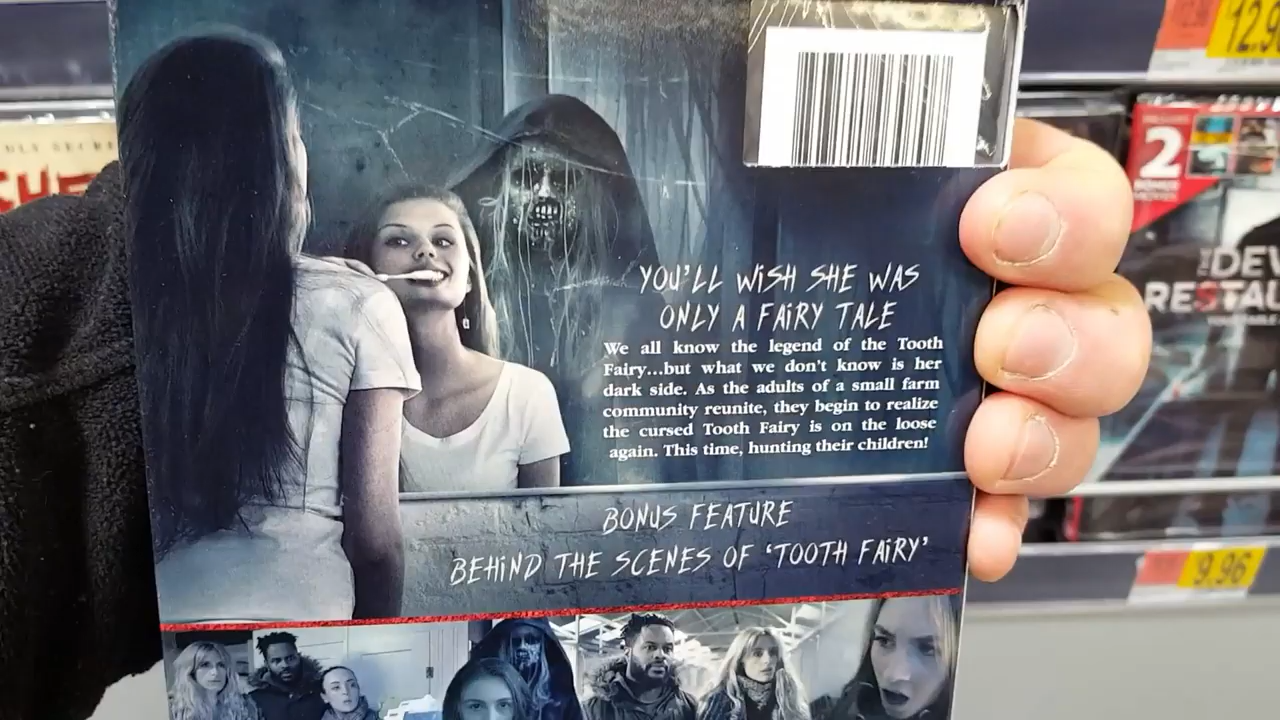 12.9
2
YOU'LL WiSH SHE WAS
ONLY A FAiRY TALE
We all know the legend of the Tooth
Fairy...but what we don't know is her
dark side. As the adults of a small farm
community reunite, they begin to realize
the cursed Tooth Fairy is on the loose
again. This time, hunting their children!
BONUS FEATURE
BEHiND THE SCENES OF 'TOOTH FAiRY'
9.96